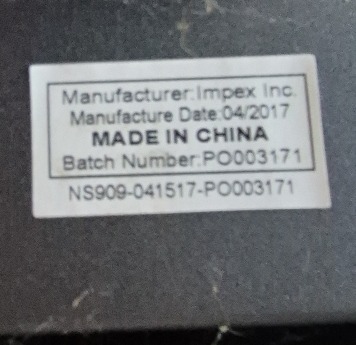 Manufacturer:Impex Inc.
Manufacture Date:04/2017
MADE IN CHINA
Batch Number:PO003171
NS909-041517-PO003171